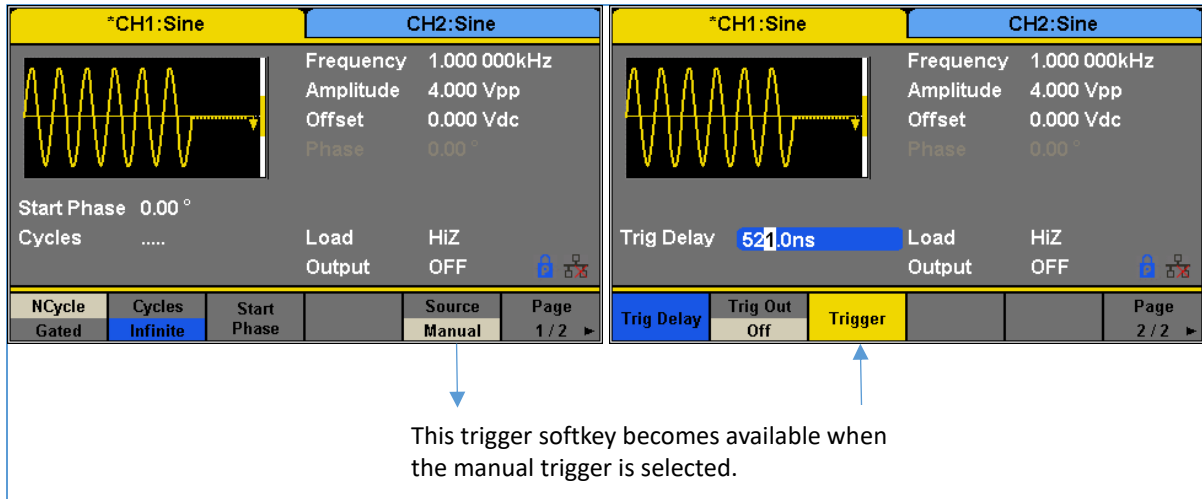 *CH1:Sine
CH2:Sine
Frequency 1.000 000kHz
Amplitude 4.000 Vpp
Offset 0.000 Vdc
Phase 0.00 °
Start Phase 0.00 °
Cycles .....
Load HiZ
Output OFF
P
NCycle
Gated
Cycles
Infinite
Start
Phase
Source
Manual
Page
1 / 2 ►
*CH1:Sine
CH2:Sine
Frequency 1.000 000kHz
Amplitude 4.000 Vpp
Offset 0.000 Vdc
Phase 0.00 °
Trig Delay 521.0ns
Load HiZ
Output OFF
P
Trig Delay
Trig Out
Off
Trigger
Page
2 / 2 ►
This trigger softkey becomes available when
the manual trigger is selected.